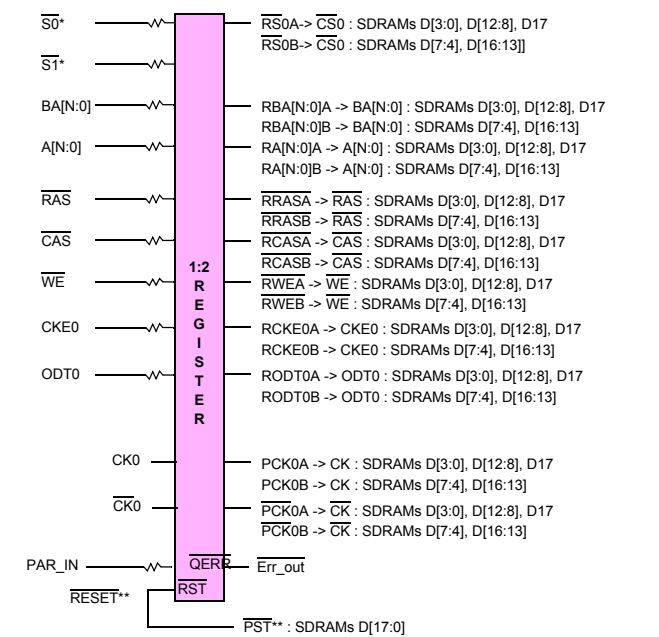 S0*
RS0A-> CS0 : SDRAMs D[3:0], D[12:8], D17
RS0B-> CS0 : SDRAMs D[7:4], D[16:13]]
S1*
BA[N:0]
RBA[N:0]A -> BA[N:0] : SDRAMs D[3:0], D[12:8], D17
RBA[N:0]B -> BA[N:0] : SDRAMs D[7:4], D[16:13]
A[N:0]
RA[N:0]A -> A[N:0] : SDRAMs D[3:0], D[12:8], D17
RA[N:0]B -> A[N:0] : SDRAMs D[7:4], D[16:13]
RAS
RRASA -> RAS : SDRAMs D[3:0], D[12:8], D17
RRASB -> RAS : SDRAMs D[7:4], D[16:13]
CAS
RCASA -> CAS : SDRAMs D[3:0], D[12:8], D17
RCASB -> CAS : SDRAMs D[7:4], D[16:13]
WE
RWEA -> WE : SDRAMs D[3:0], D[12:8], D17
RWEB -> WE : SDRAMs D[7:4], D[16:13]
CKE0
RCKE0A -> CKE0 : SDRAMs D[3:0], D[12:8], D17
RCKE0B -> CKE0 : SDRAMs D[7:4], D[16:13]
ODT0
RODT0A -> ODT0 : SDRAMs D[3:0], D[12:8], D17
RODT0B -> ODT0 : SDRAMs D[7:4], D[16:13]
1:2
R
E
G
I
S
T
E
R
CK0
PCK0A -> CK : SDRAMs D[3:0], D[12:8], D17
PCK0B -> CK : SDRAMs D[7:4], D[16:13]
CK0
PCK0A -> CK : SDRAMs D[3:0], D[12:8], D17
PCK0B -> CK : SDRAMs D[7:4], D[16:13]
PAR_IN
QERR
Err_out
RESET**
RST
PST** : SDRAMs D[17:0]